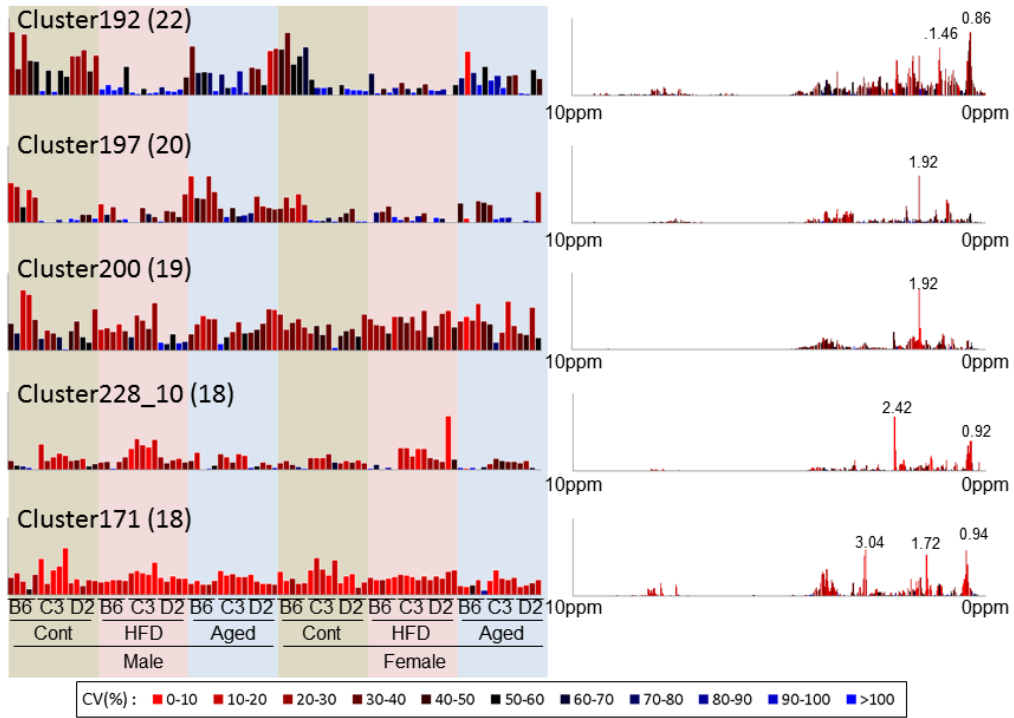 Cluster192 (22)
.1.46
0.86
10ppm 0ppm
Cluster197 (20)
1.92
10ppm 0ppm
Cluster200 (19)
1.92
10ppm 0ppm
Cluster228_10 (18)
2.42
0.92
10ppm 0ppm
Cluster171 (18)
3.04 1.72 0.94
10ppm 0ppm
B6 C3 D2 B6 C3 D2 B6 C3 D2 B6 C3 D2 B6 C3 D2 B6 C3 D2
Cont HFD Aged Cont HFD Aged
Male Female
CV(%) : 0-10 10-20 20-30 30-40 40-50 50-60 60-70 70-80 80-90 90-100 >100